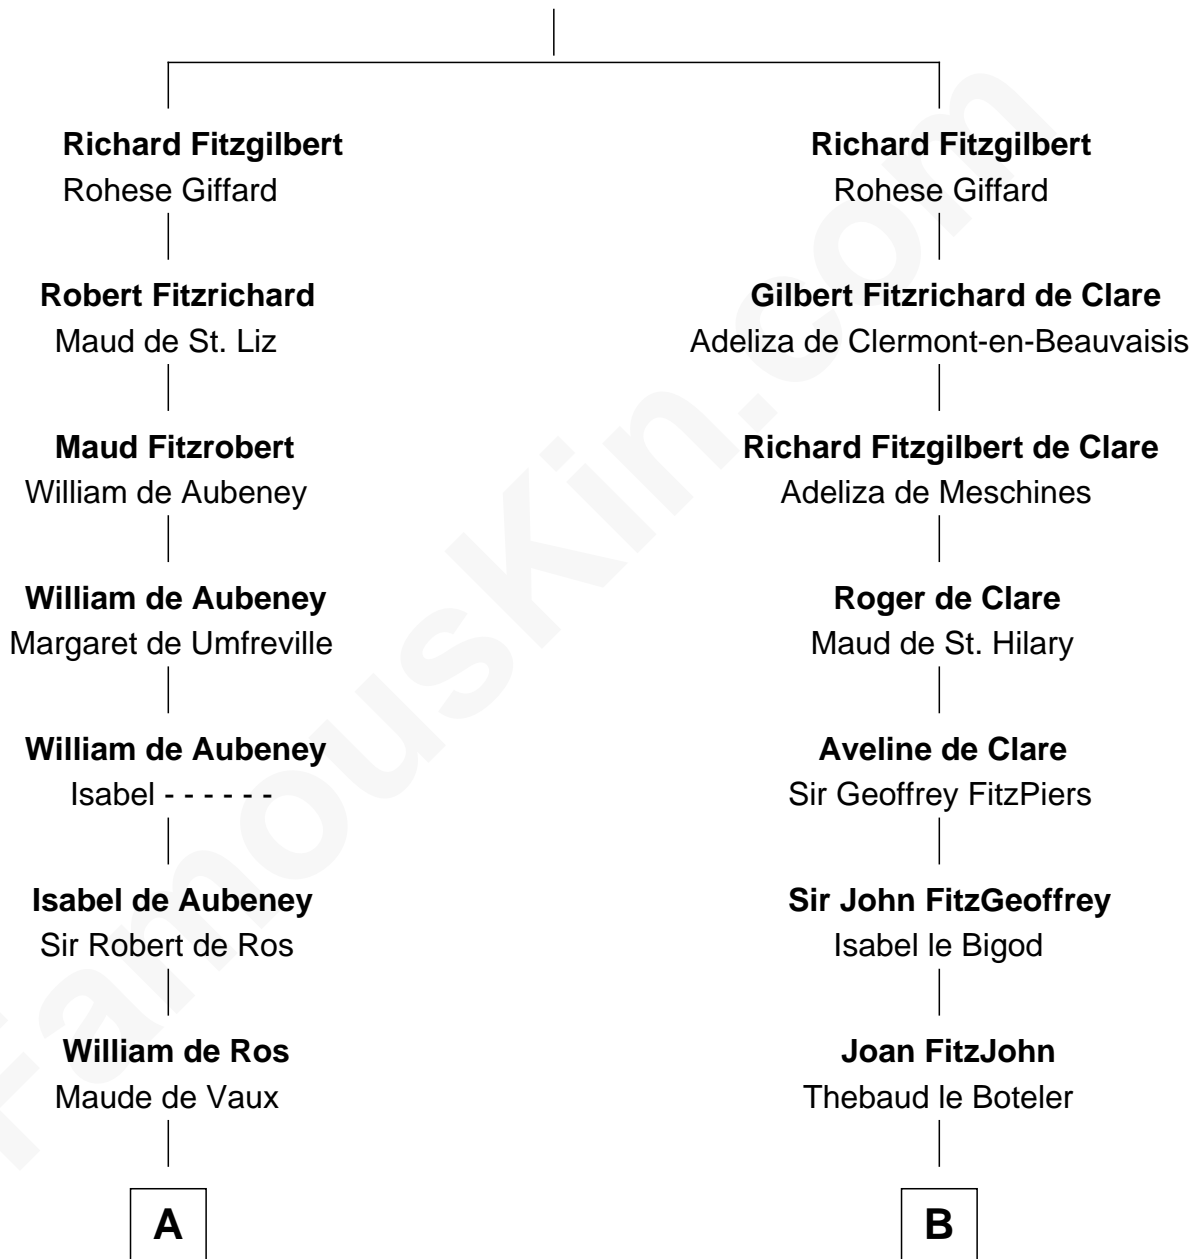 Richard Fitzgilbert
Rohese Giffard
Robert Fitzrichard
Maud de St. Liz
Maud Fitzrobert
William de Aubeney
William de Aubeney
Margaret de Umfreville
William de Aubeney
Isabel - - - - - -
Isabel de Aubeney
Sir Robert de Ros
William de Ros
Maude de Vaux
A
Richard Fitzgilbert
Rohese Giffard
Gilbert Fitzrichard de Clare
Adeliza de Clermont-en-Beauvaisis
Richard Fitzgilbert de Clare
Adeliza de Meschines
Roger de Clare
Maud de St. Hilary
Aveline de Clare
Sir Geoffrey FitzPiers
Sir John FitzGeoffrey
Isabel le Bigod
Joan FitzJohn
Thebaud le Boteler
B
FamousKin.com